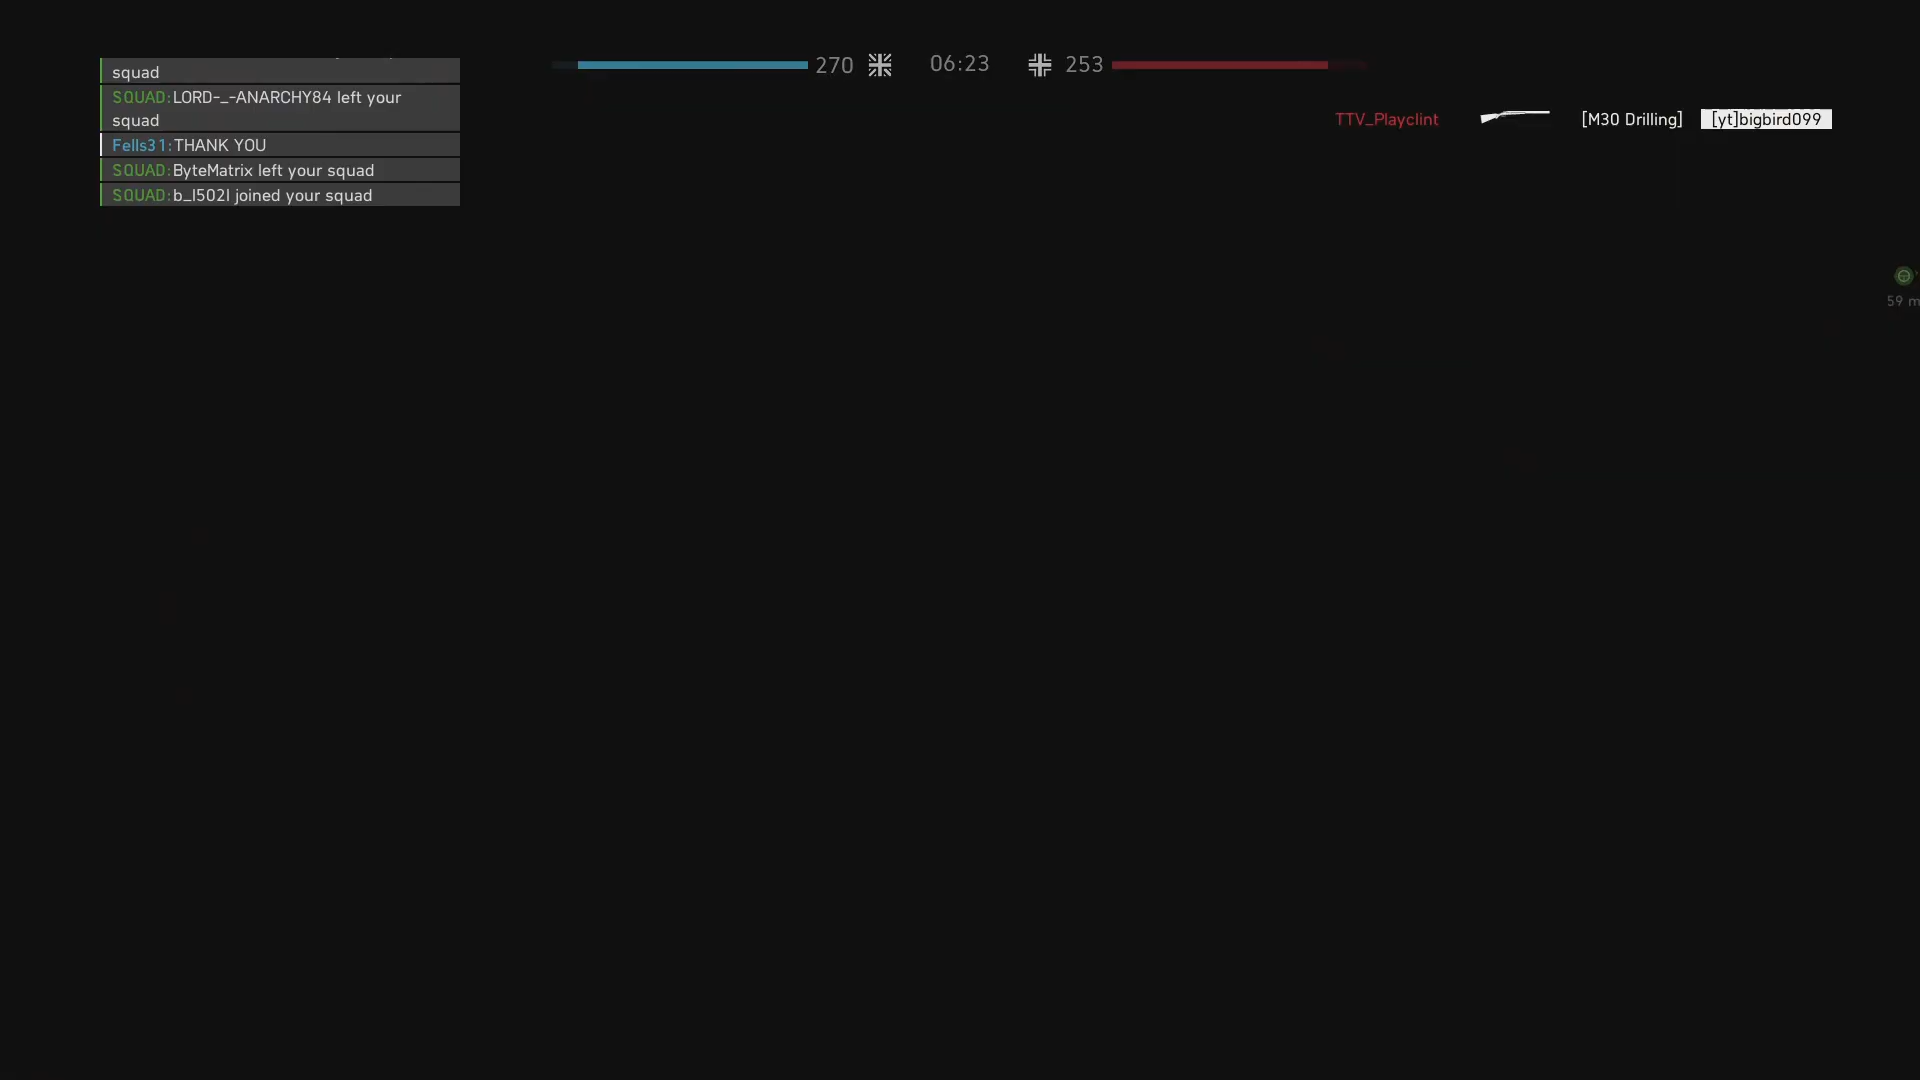 squad
SQUAD:LORD-_-ANARCHY84 left your
squad
Fells31:THANK YOU
SQUAD:ByteMatrix left your squad
SQUAD:b_l502l joined your squad
270 06:23 253
TTV_Playclint [M30 Drilling] [yt]bigbird099
59 m